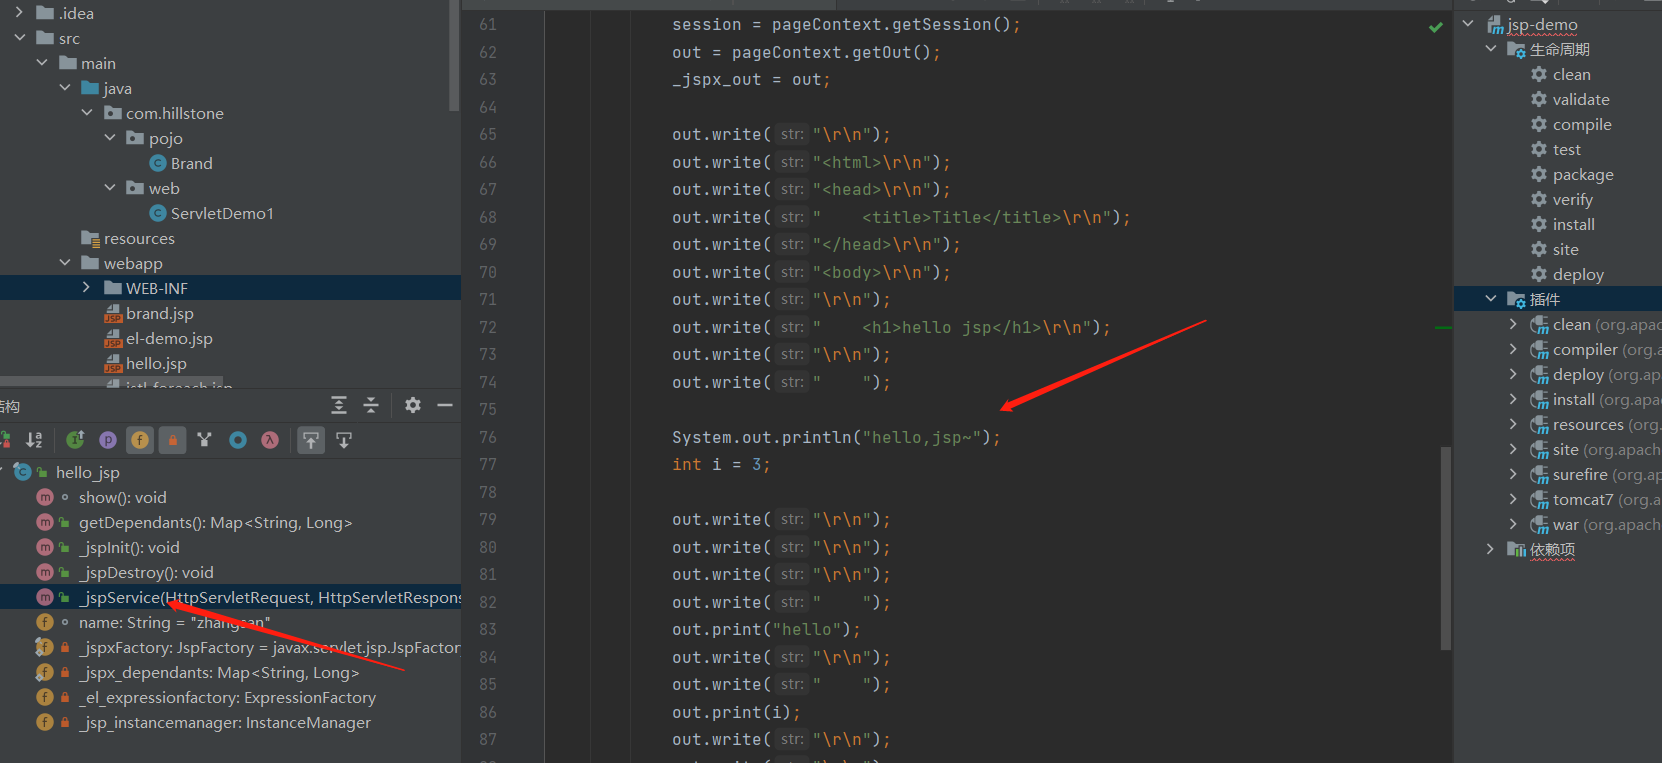 .idea
src
main
java
com.hillstone
pojo
Brand
web
ServletDemo1
resources
webapp
WEB-INF
brand.jsp
el-demo.jsp
hello.jsp
jstl-foreach.jsp
结构
hello_jsp
show(): void
getDependants(): Map<String, Long>
_jspInit(): void
_jspDestroy(): void
_jspService(HttpServletRequest, HttpServletRespons
name: String = "zhangsan"
_jspxFactory: JspFactory = javax.servlet.jsp.JspFactor
_jspx_dependants: Map<String, Long>
_el_expressionfactory: ExpressionFactory
_jsp_instancemanager: InstanceManager
61 session = pageContext.getSession();
62 out = pageContext.getOut();
63 _jspx_out = out;
64
65 out.write( str: "\r\n");
66 out.write( str: "<html>\r\n");
67 out.write( str: "<head>\r\n");
68 out.write( str: "    <title>Title</title>\r\n");
69 out.write( str: "</head>\r\n");
70 out.write( str: "<body>\r\n");
71 out.write( str: "\r\n");
72 out.write( str: "    <h1>hello jsp</h1>\r\n");
73 out.write( str: "\r\n");
74 out.write( str: "    ");
75
76 System.out.println("hello,jsp~");
77 int i = 3;
78
79 out.write( str: "\r\n");
80 out.write( str: "\r\n");
81 out.write( str: "\r\n");
82 out.write( str: "    ");
83 out.print("hello");
84 out.write( str: "\r\n");
85 out.write( str: "    ");
86 out.print(i);
87 out.write( str: "\r\n");
jsp-demo
生命周期
clean
validate
compile
test
package
verify
install
site
deploy
插件
clean (org.apac
compiler (org.
deploy (org.ap
install (org.apac
resources (org.
site (org.apach
surefire (org.ap
tomcat7 (org.a
war (org.apach
依赖项